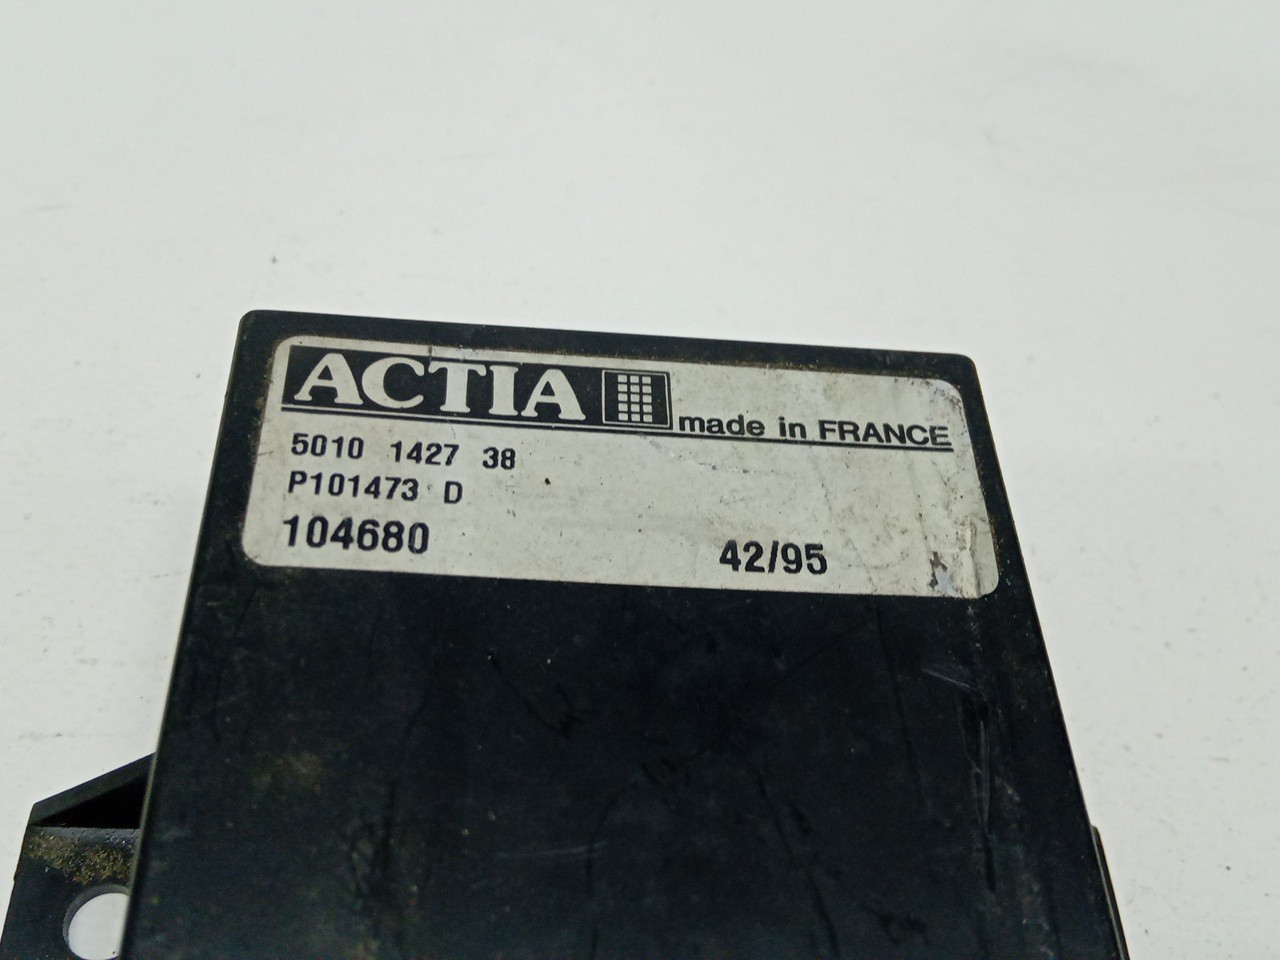 ACTIA made in FRANCE
5010 1427 38
P101473 D
104680 42/95